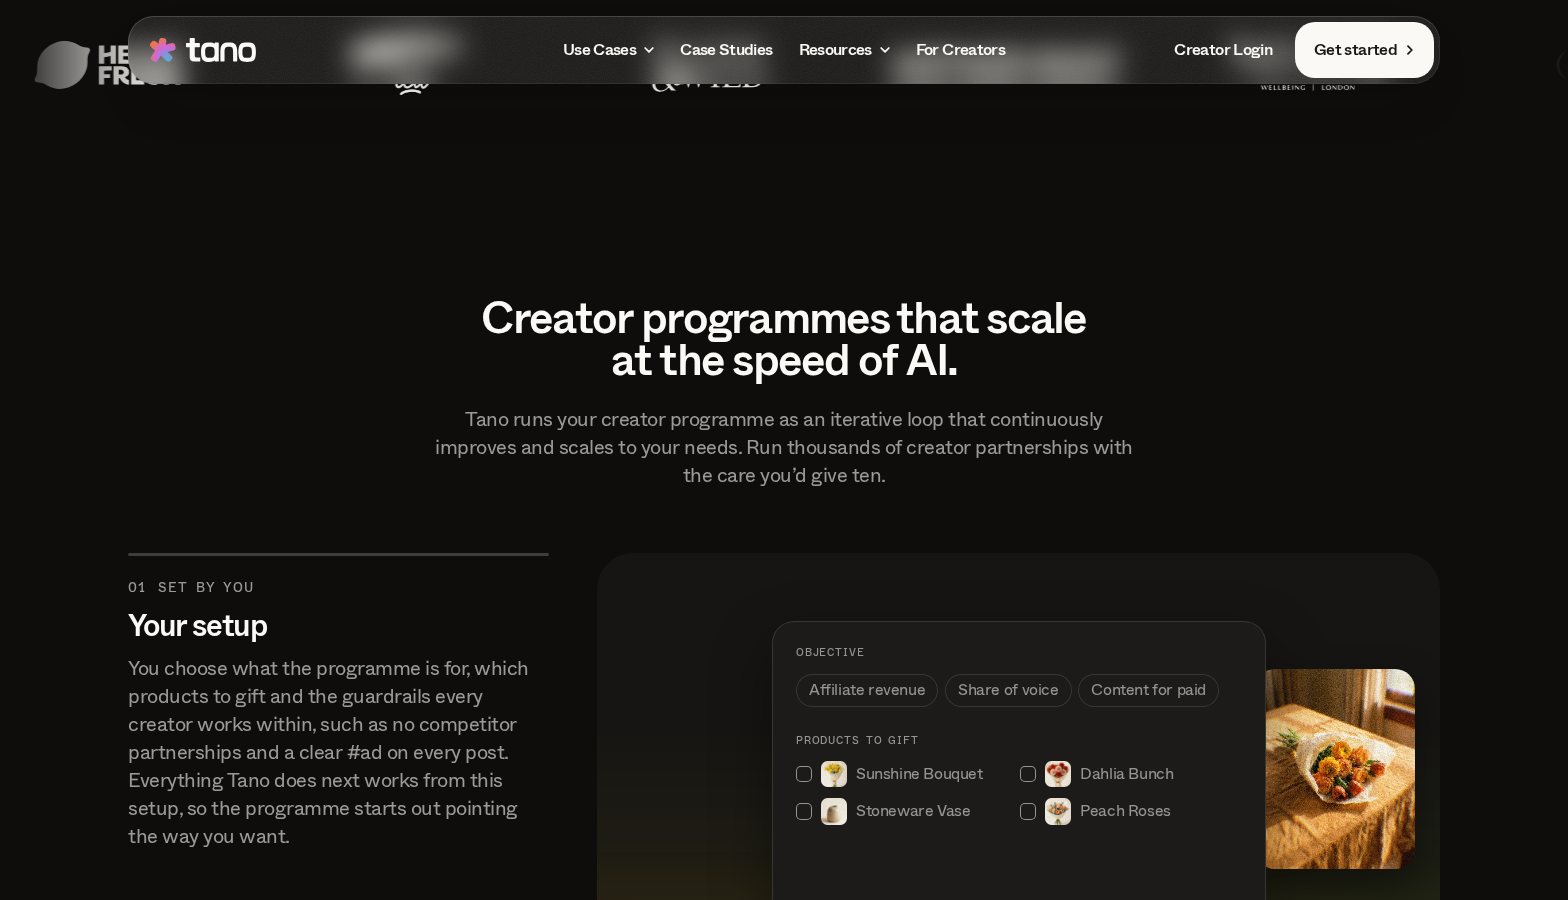 tano
Use Cases
Case Studies
Resources
For Creators
Creator Login
Get started
WELLBEING | LONDON
Creator programmes that scale
at the speed of AI.
Tano runs your creator programme as an iterative loop that continuously
improves and scales to your needs. Run thousands of creator partnerships with
the care you’d give ten.
01 SET BY YOU
Your setup
You choose what the programme is for, which
products to gift and the guardrails every
creator works within, such as no competitor
partnerships and a clear #ad on every post.
Everything Tano does next works from this
setup, so the programme starts out pointing
the way you want.
OBJECTIVE
Affiliate revenue
Share of voice
Content for paid
PRODUCTS TO GIFT
Sunshine Bouquet
Dahlia Bunch
Stoneware Vase
Peach Roses